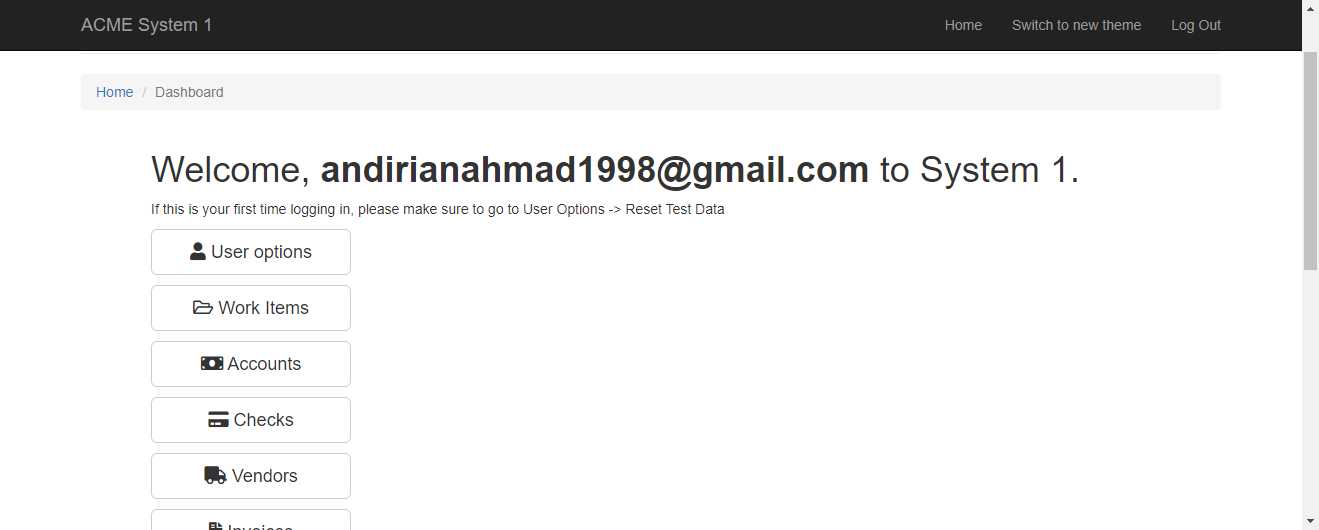 ACME System 1
Home
Switch to new theme
Log Out
Home / Dashboard
Welcome, andirianahmad1998@gmail.com to System 1.
If this is your first time logging in, please make sure to go to User Options -> Reset Test Data
User options
Work Items
Accounts
Checks
Vendors
Invoices